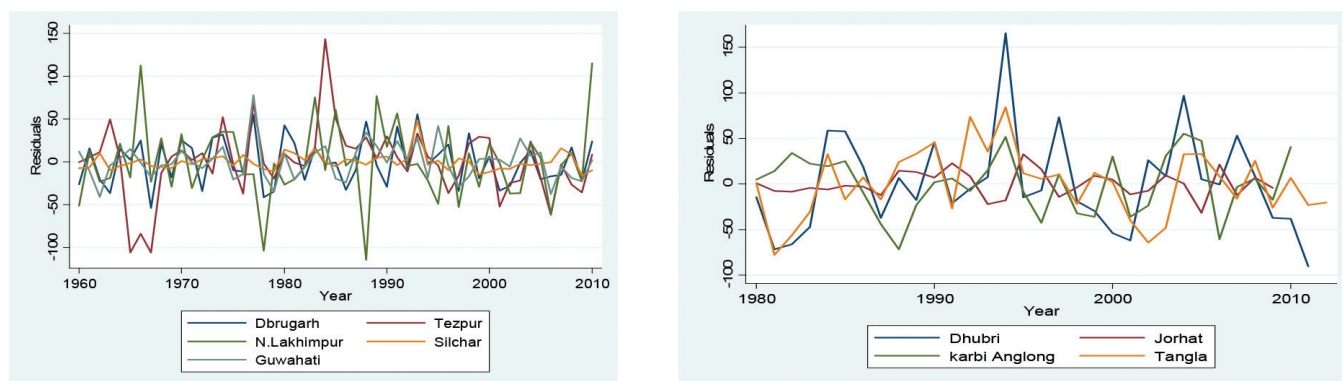 150
100
50
0
-50
-100
Residuals
1960 1970 1980 1990 2000 2010
Year
Dbrugarh Tezpur
N.Lakhimpur Silchar
Guwahati
150
100
50
0
-50
-100
Residuals
1980 1990 2000 2010
Year
Dhubri Jorhat
karbi Anglong Tangla